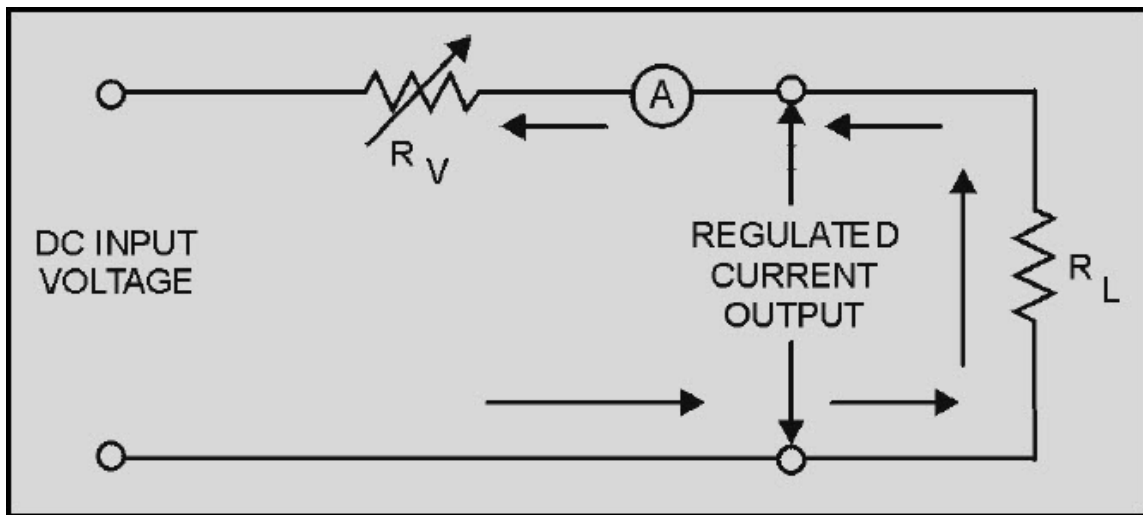 A
R V
DC INPUT
VOLTAGE
REGULATED
CURRENT
OUTPUT
R L